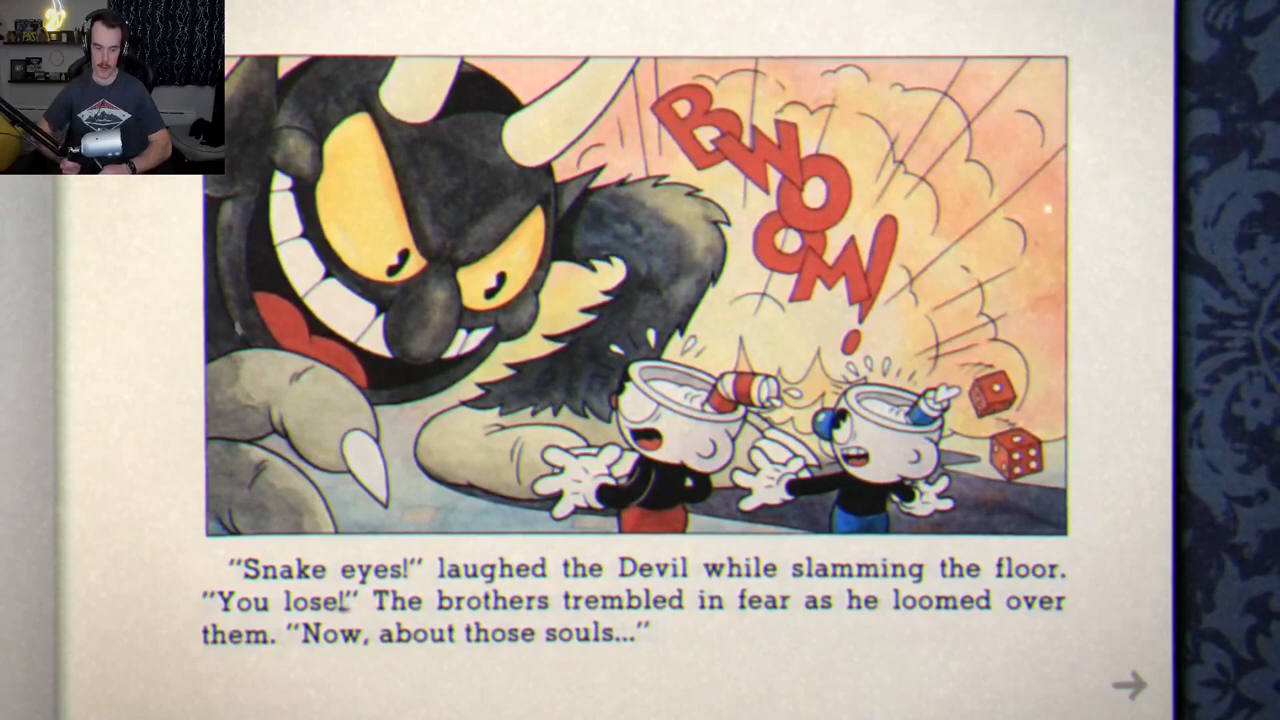 BWOOM!
"Snake eyes!" laughed the Devil while slamming the floor.
"You lose!" The brothers trembled in fear as he loomed over
them. "Now, about those souls..."